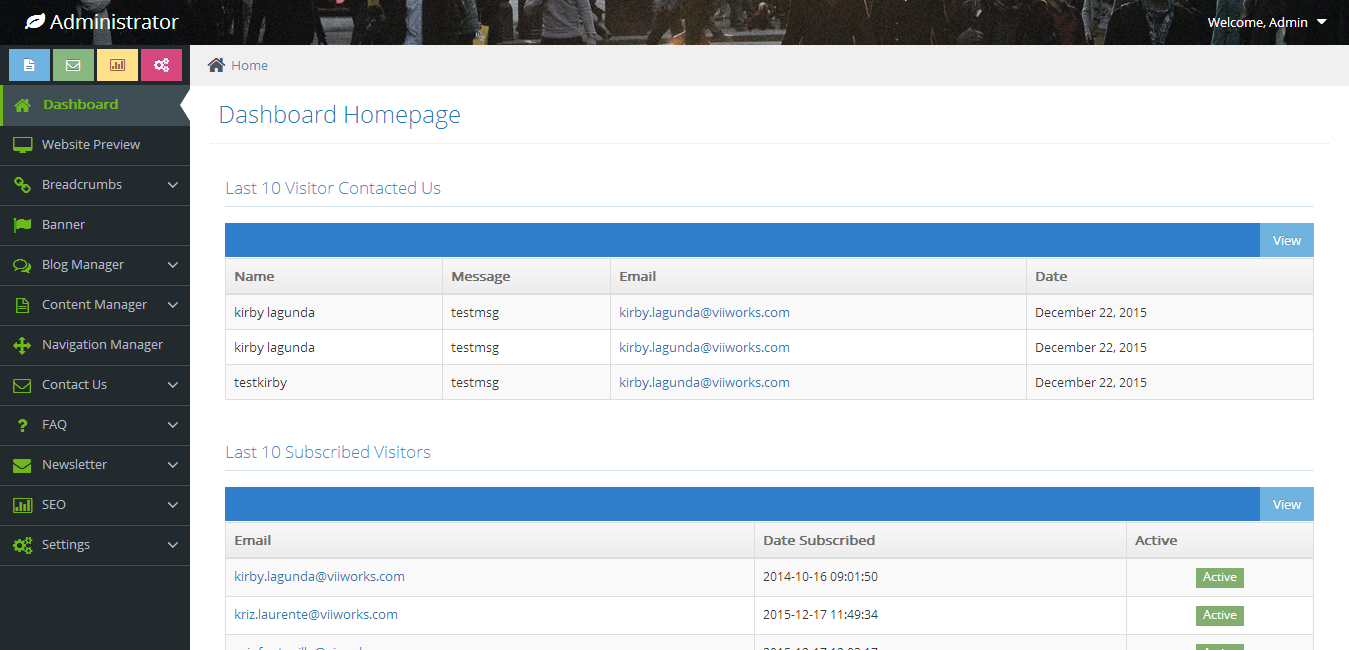 Administrator
Welcome, Admin
Home
Dashboard
Website Preview
Breadcrumbs
Banner
Blog Manager
Content Manager
Navigation Manager
Contact Us
FAQ
Newsletter
SEO
Settings
Dashboard Homepage
Last 10 Visitor Contacted Us
View
Name Message Email Date
kirby lagunda testmsg kirby.lagunda@viiworks.com December 22, 2015
kirby lagunda testmsg kirby.lagunda@viiworks.com December 22, 2015
testkirby testmsg kirby.lagunda@viiworks.com December 22, 2015
Last 10 Subscribed Visitors
View
Email Date Subscribed Active
kirby.lagunda@viiworks.com 2014-10-16 09:01:50 Active
kriz.laurente@viiworks.com 2015-12-17 11:49:34 Active